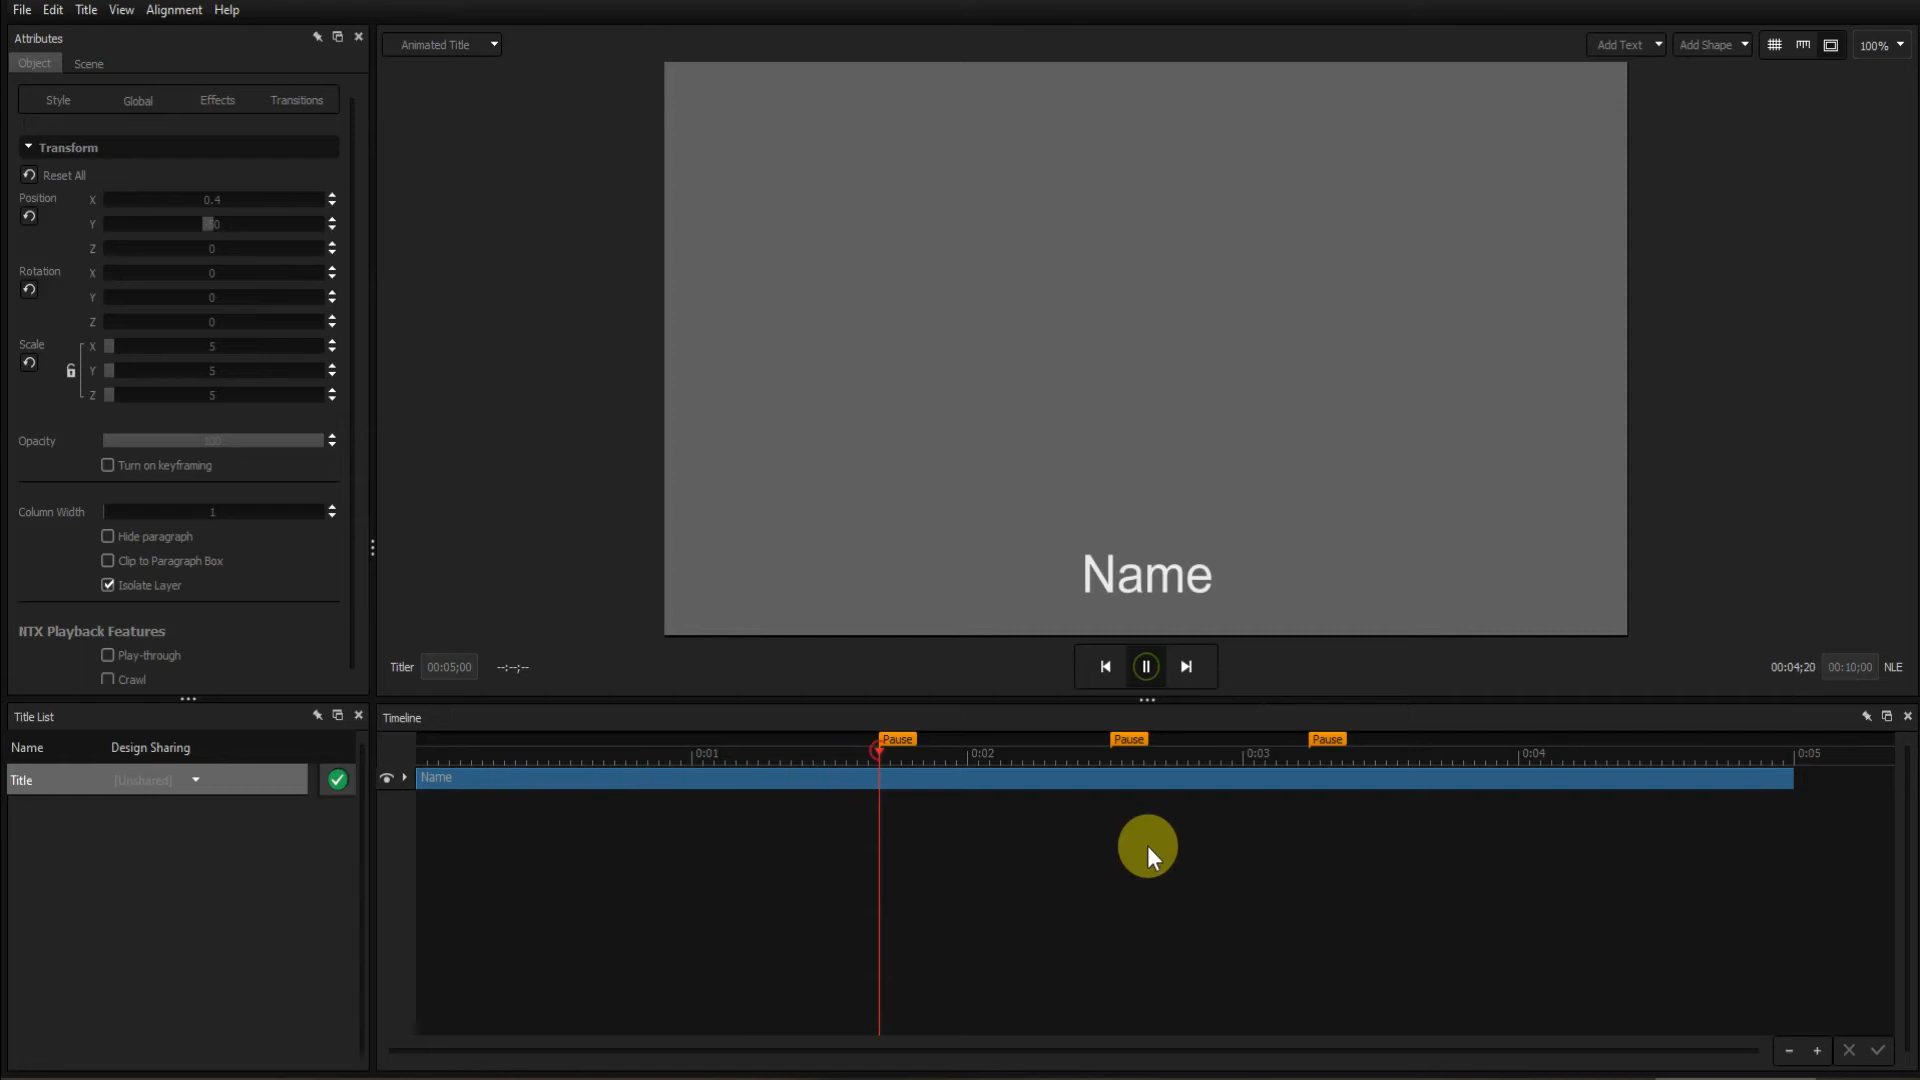 File Edit Title View Alignment Help
Attributes
Object Scene
Style Global Effects Transitions
Transform
Reset All
Position X 0.4
Y
Z 0
Rotation X 0
Y 0
Z 0
Scale X 5
Y 5
Z 5
Opacity 100
Turn on keyframing
Column Width 1
Hide paragraph
Clip to Paragraph Box
Isolate Layer
NTX Playback Features
Play-through
Crawl
Animated Title
Add Text Add Shape 100%
Name
Titler 00:05;00 --:--;--
00:04;20 00:10;00 NLE
Title List
Name Design Sharing
Title [Unshared]
Timeline
Pause Pause Pause
0:01 0:02 0:03 0:04 0:05
Name